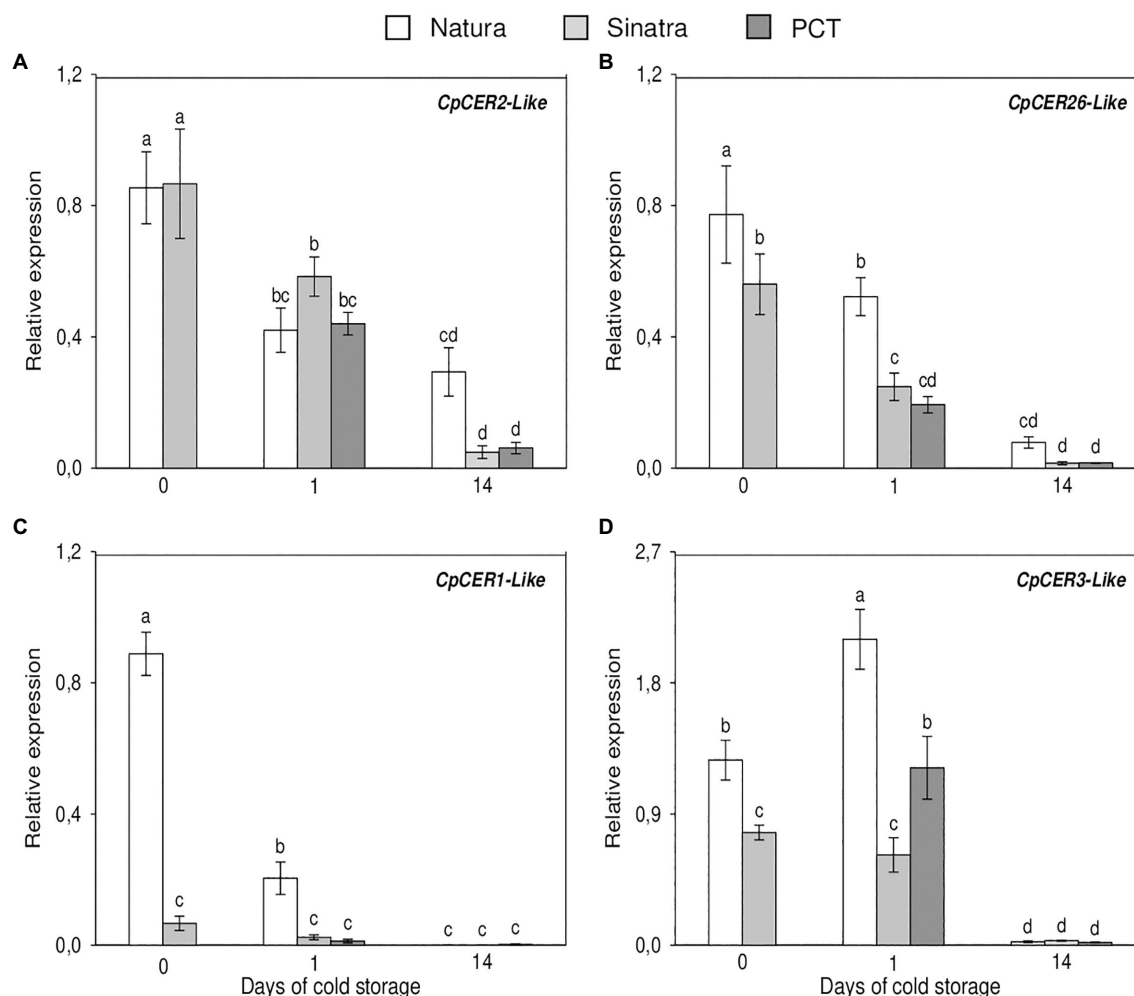 Natura Sinatra PCT
A
CpCER2-Like
Relative expression
1,2
0,8
0,4
0,0
a a
bc b bc
cd d d
0 1 14
B
CpCER26-Like
Relative expression
1,2
0,8
0,4
0,0
a b
b c cd
cd d d
0 1 14
C
CpCER1-Like
Relative expression
1,2
0,8
0,4
0,0
a c
b c c
c c c
0 1 14
Days of cold storage
D
CpCER3-Like
Relative expression
2,7
1,8
0,9
0,0
b c
a c b
d d d
0 1 14
Days of cold storage